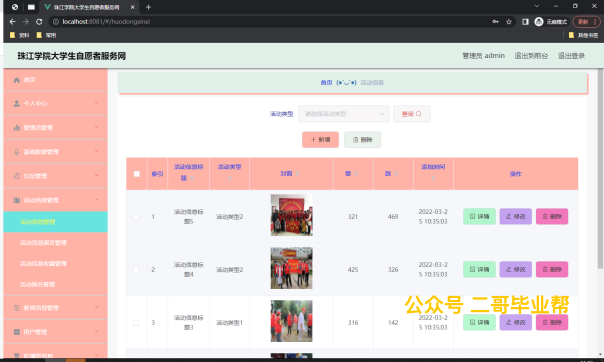 珠江学院大学生自愿者服务网
localhost:8081/#/huodongxinxi
无痕模式
更新
资料
常用
其他书签
珠江学院大学生自愿者服务网
管理员 admin
退出到前台
退出登录
首页
首页 (●'◡'●) 活动信息
个人中心
管理员管理
基础数据管理
论坛管理
活动信息管理
活动信息管理
活动信息留言管理
活动信息收藏管理
活动报名管理
新闻信息管理
用户管理
活动类型
请选择活动类型
查询
+ 新增
删除
索引
活动信息标题
活动类型
封面
赞
踩
添加时间
操作
1
活动信息标题5
活动类型2
321
469
2022-03-25 10:35:03
详情
修改
删除
2
活动信息标题4
活动类型2
425
326
2022-03-25 10:35:03
详情
修改
删除
3
活动信息标题3
活动类型1
316
142
2022-03-25 10:35:03
详情
修改
删除
公众号 二哥毕业帮